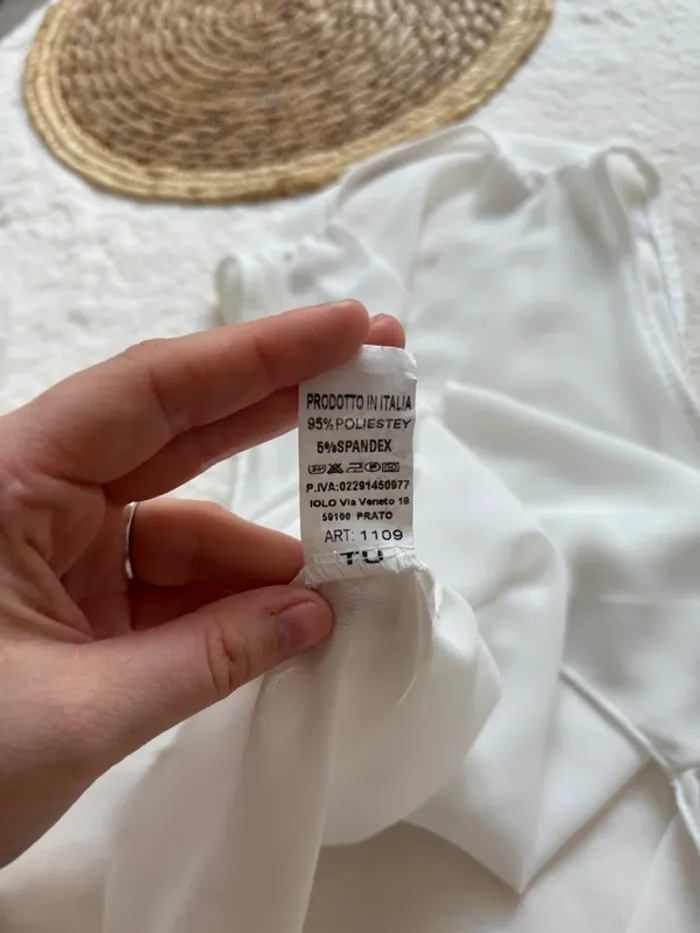 PRODOTTO IN ITALIA
95%POLIESTEY
5%SPANDEX
P.IVA:02291450977
IOLO Via Veneto 18
59100 PRATO
ART: 1109
TU